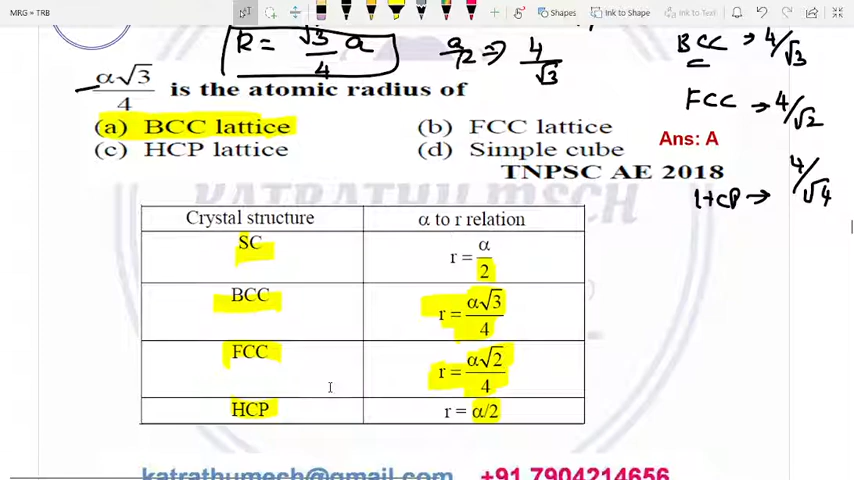 MRG = TRB
Shapes
Ink to Shape
Ink to Text
R = √3/4 a
a/2 => 4/√3
BCC → 4/√3
α√3/4 is the atomic radius of
FCC → 4/√2
(a) BCC lattice (b) FCC lattice
Ans: A
(c) HCP lattice (d) Simple cube
TNPSC AE 2018
HCP → 4/√4
KATRATHU MECH
Crystal structure α to r relation
SC r = α/2
BCC r = α√3/4
FCC r = α√2/4
HCP r = α/2
katrathumech@gmail.com +91 7904214656